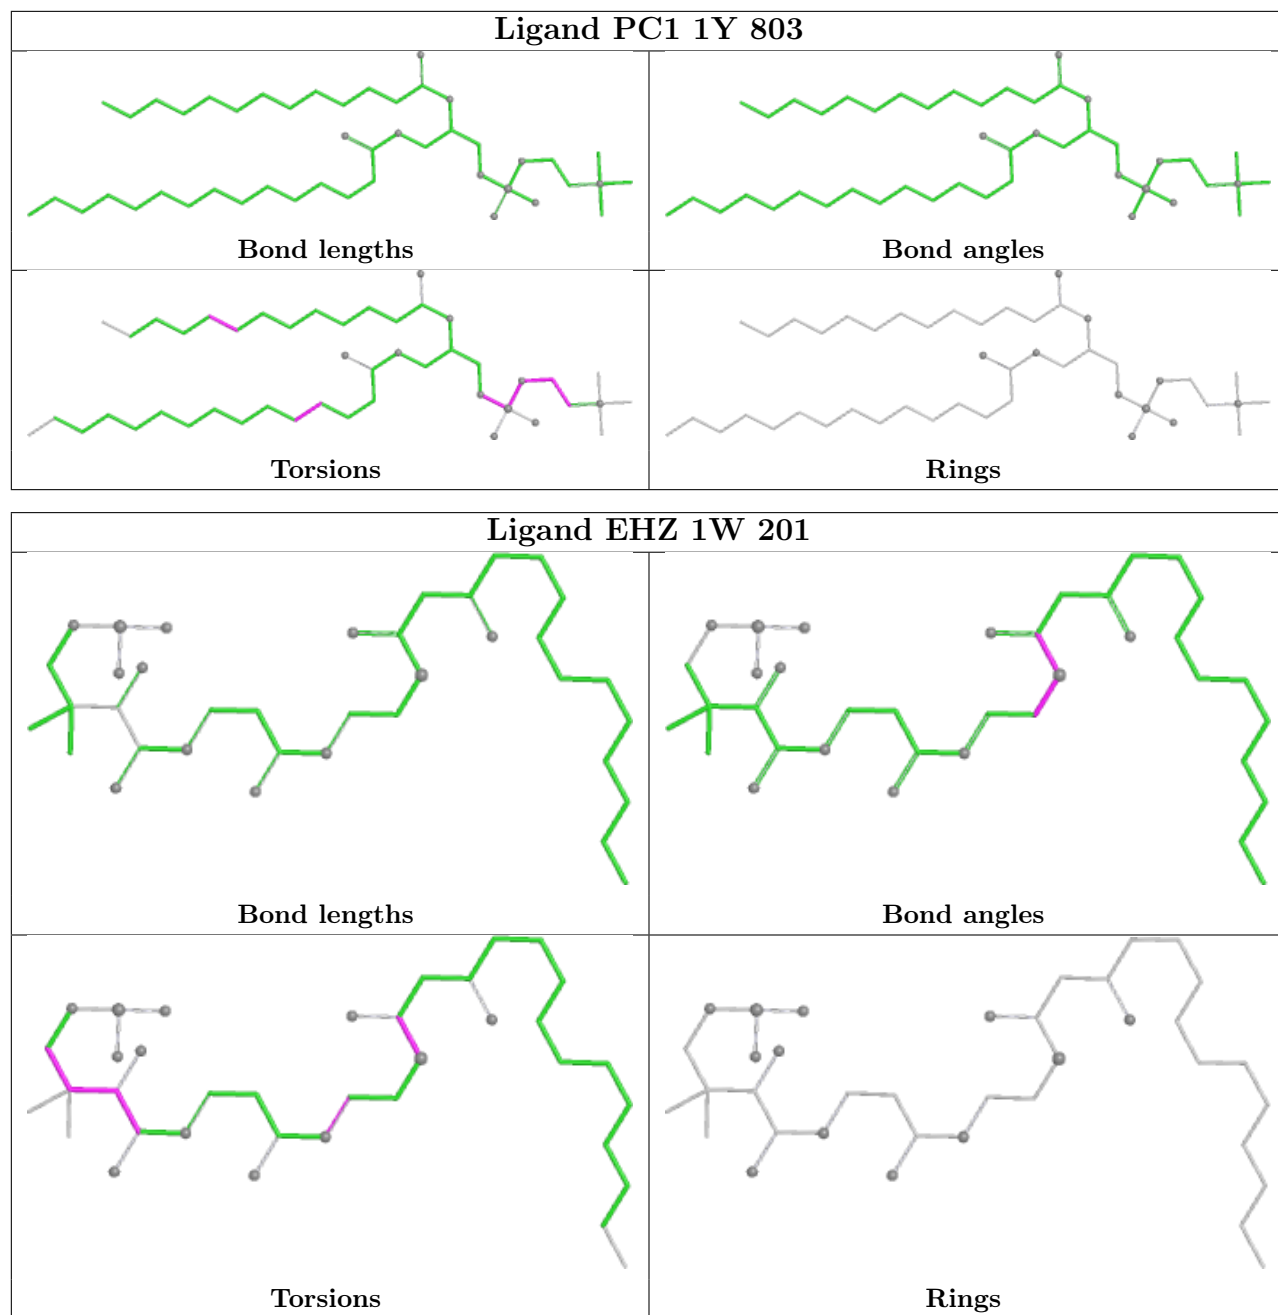 Ligand PC1 1Y 803
Bond lengths
Bond angles
Torsions
Rings
Ligand EHZ 1W 201
Bond lengths
Bond angles
Torsions
Rings